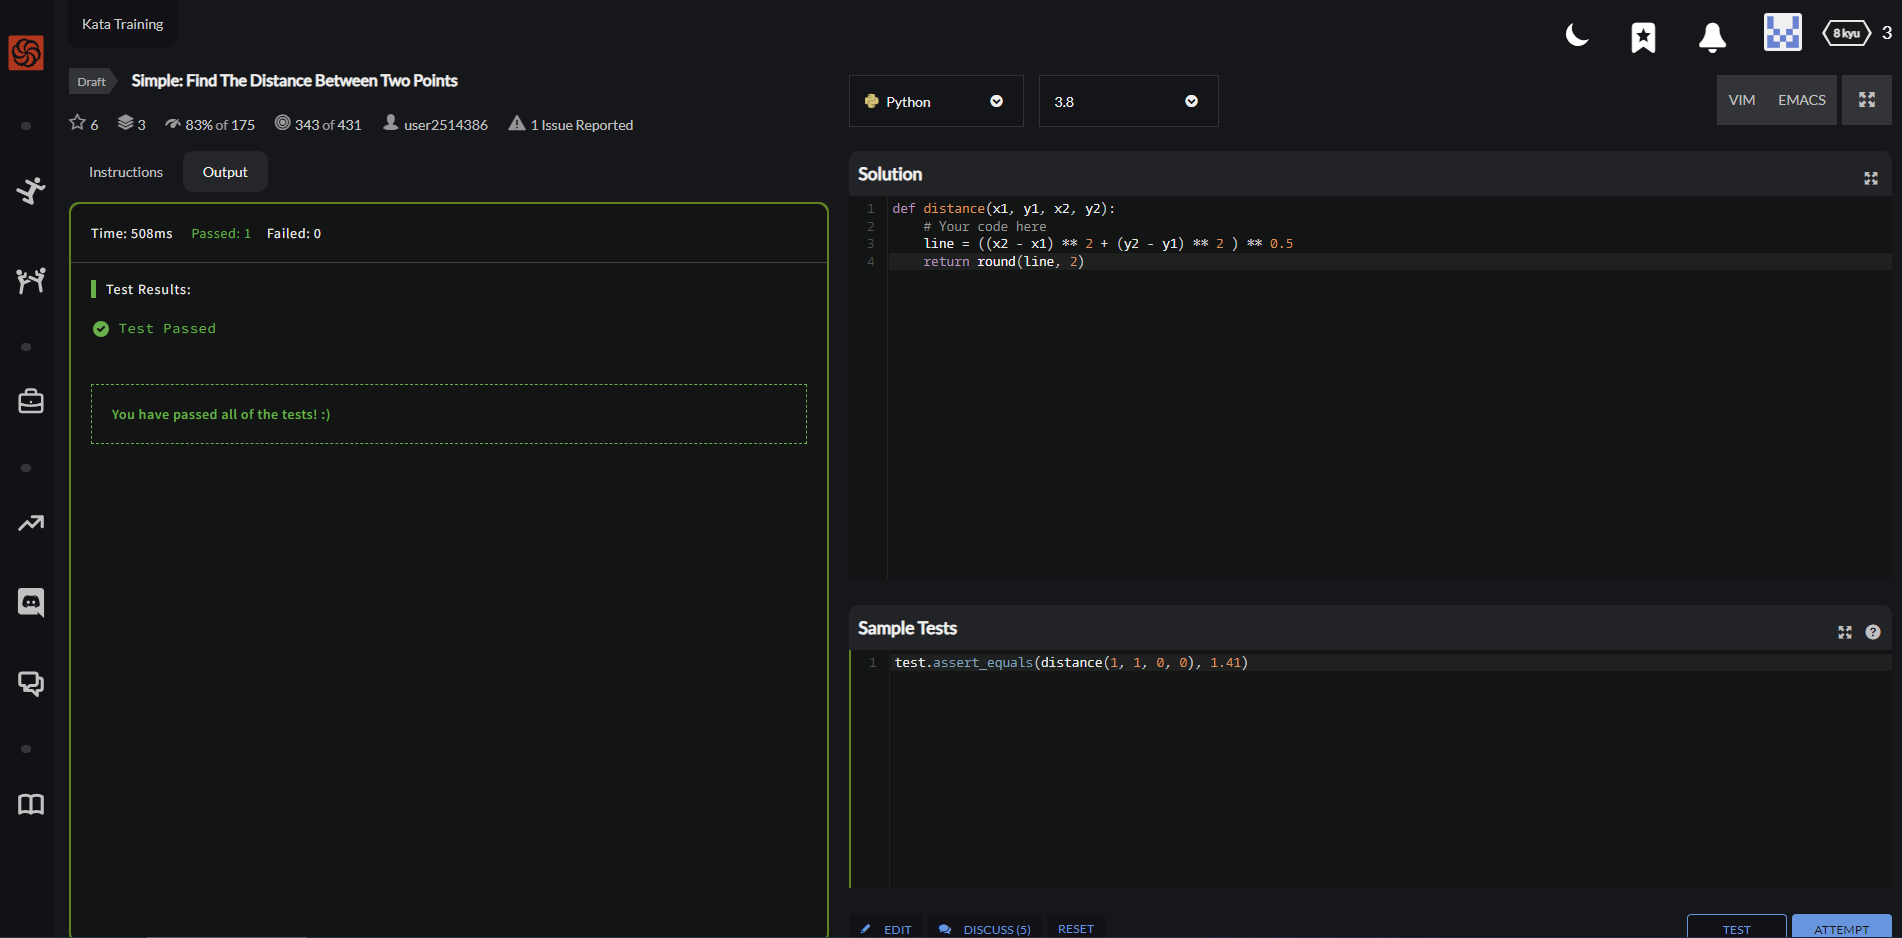 Kata Training
8 kyu 3
Draft Simple: Find The Distance Between Two Points
6 3 83% of 175 343 of 431 user2514386 1 Issue Reported
Python 3.8 VIM EMACS
Instructions Output
Time: 508ms Passed: 1 Failed: 0
Test Results:
Test Passed
You have passed all of the tests! :)
Solution
1 def distance(x1, y1, x2, y2):
2 # Your code here
3 line = ((x2 - x1) ** 2 + (y2 - y1) ** 2 ) ** 0.5
4 return round(line, 2)
Sample Tests
?
1 test.assert_equals(distance(1, 1, 0, 0), 1.41)
EDIT DISCUSS (5) RESET TEST ATTEMPT